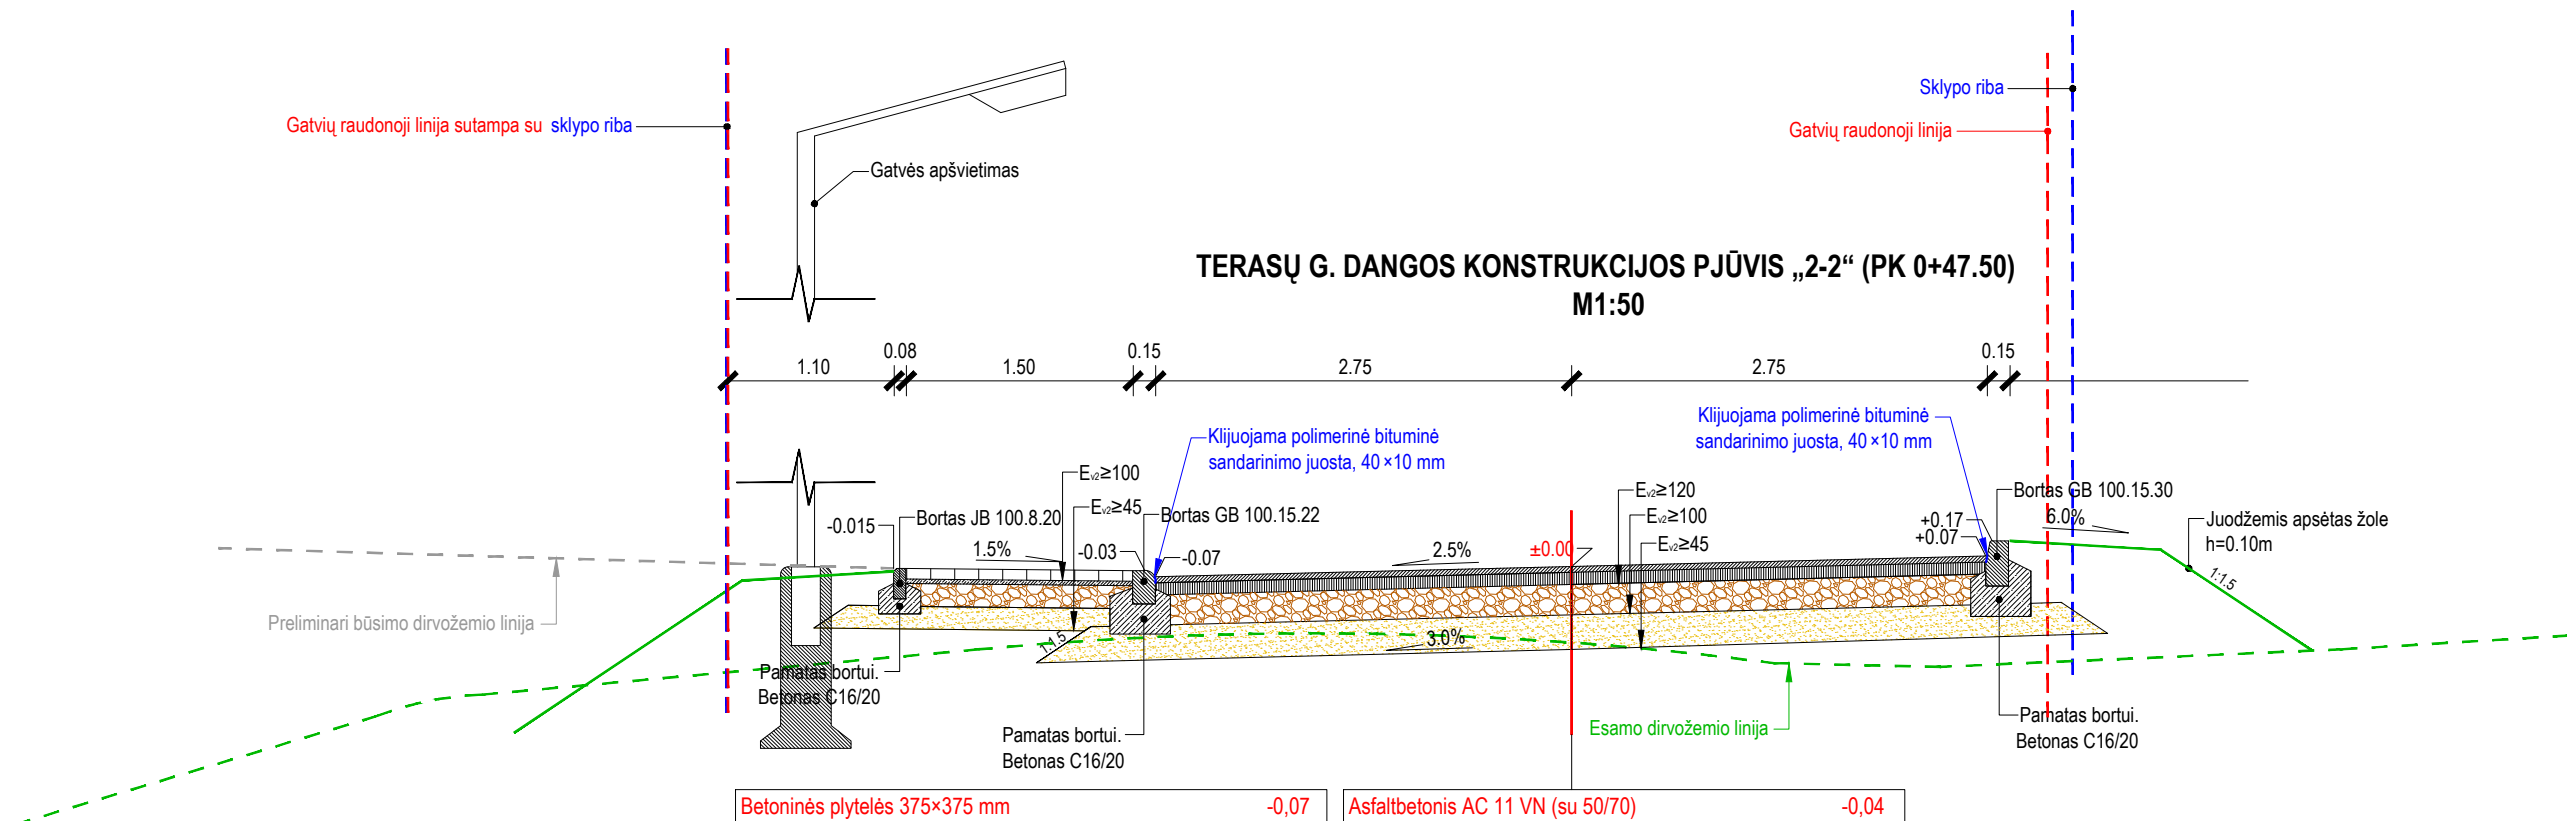 Sklypo riba
Gatvių raudonoji linija sutampa su sklypo riba
Gatvių raudonoji linija
Gatvės apšvietimas
TERASŲ G. DANGOS KONSTRUKCIJOS PJŪVIS „2-2“ (PK 0+47.50)
M1:50
1.10 0.08 1.50 0.15 2.75 2.75 0.15
Klijuojama polimerinė bituminė
sandarinimo juosta, 40×10 mm
Klijuojama polimerinė bituminė
sandarinimo juosta, 40×10 mm
Ev2≥100
Ev2≥45
Ev2≥120
Ev2≥100
Ev2≥45
-0.015
Bortas JB 100.8.20
Bortas GB 100.15.22
Bortas GB 100.15.30
1.5%
-0.03
-0.07
2.5%
±0.00
+0.17
+0.07
6.0%
Juodžemis apsėtas žole
h=0.10m
1:1.5
Preliminari būsimo dirvožemio linija
1:1.5
3.0%
Pamatas bortui.
Betonas C16/20
Pamatas bortui.
Betonas C16/20
Esamo dirvožemio linija
Pamatas bortui.
Betonas C16/20
Betoninės plytelės 375×375 mm -0,07
Asfaltbetonis AC 11 VN (su 50/70) -0,04